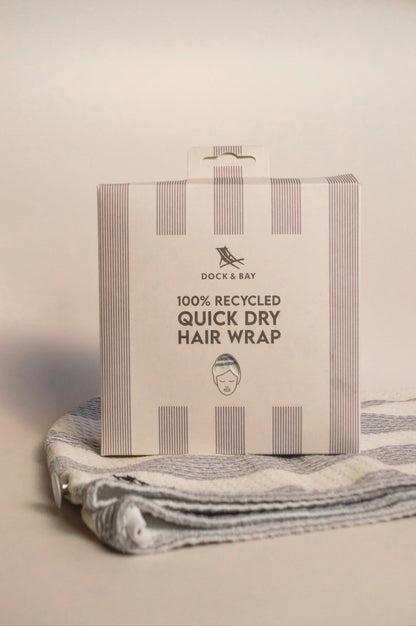 DOCK & BAY
100% RECYCLED
QUICK DRY
HAIR WRAP